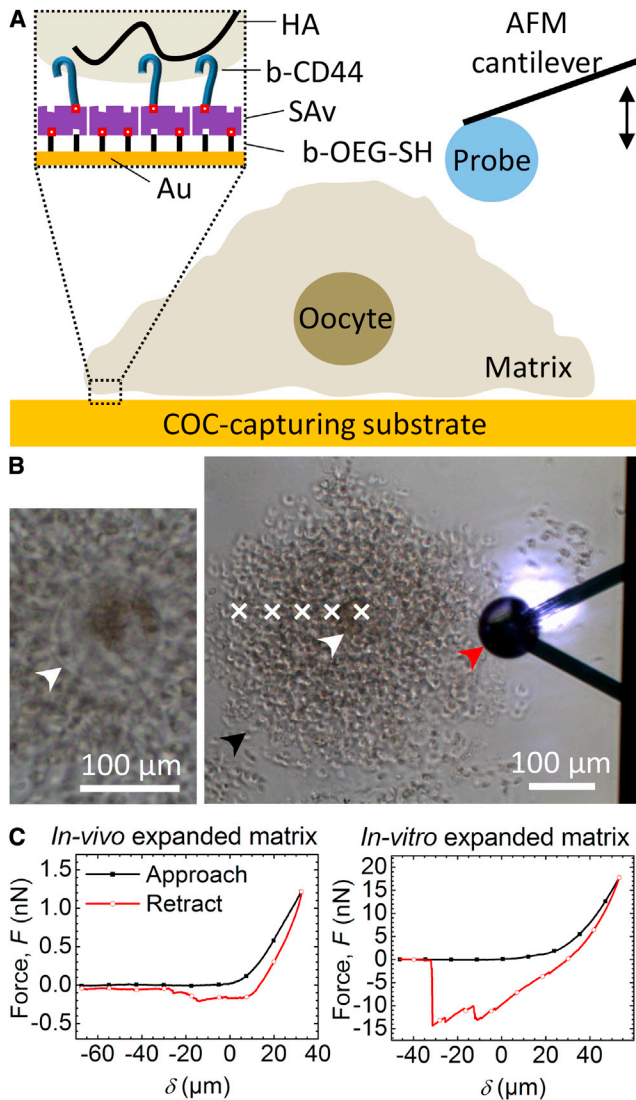 A
HA
b-CD44
SAv
b-OEG-SH
Au
AFM
cantilever
Probe
Oocyte
Matrix
COC-capturing substrate
B
100 μm
100 μm
C
In-vivo expanded matrix
1.5
1.0
0.5
0.0
-0.5
Force, F (nN)
Approach
Retract
-60 -40 -20 0 20 40
δ (μm)
In-vitro expanded matrix
20
15
10
5
0
-5
-10
-15
Force, F (nN)
-40 -20 0 20 40
δ (μm)